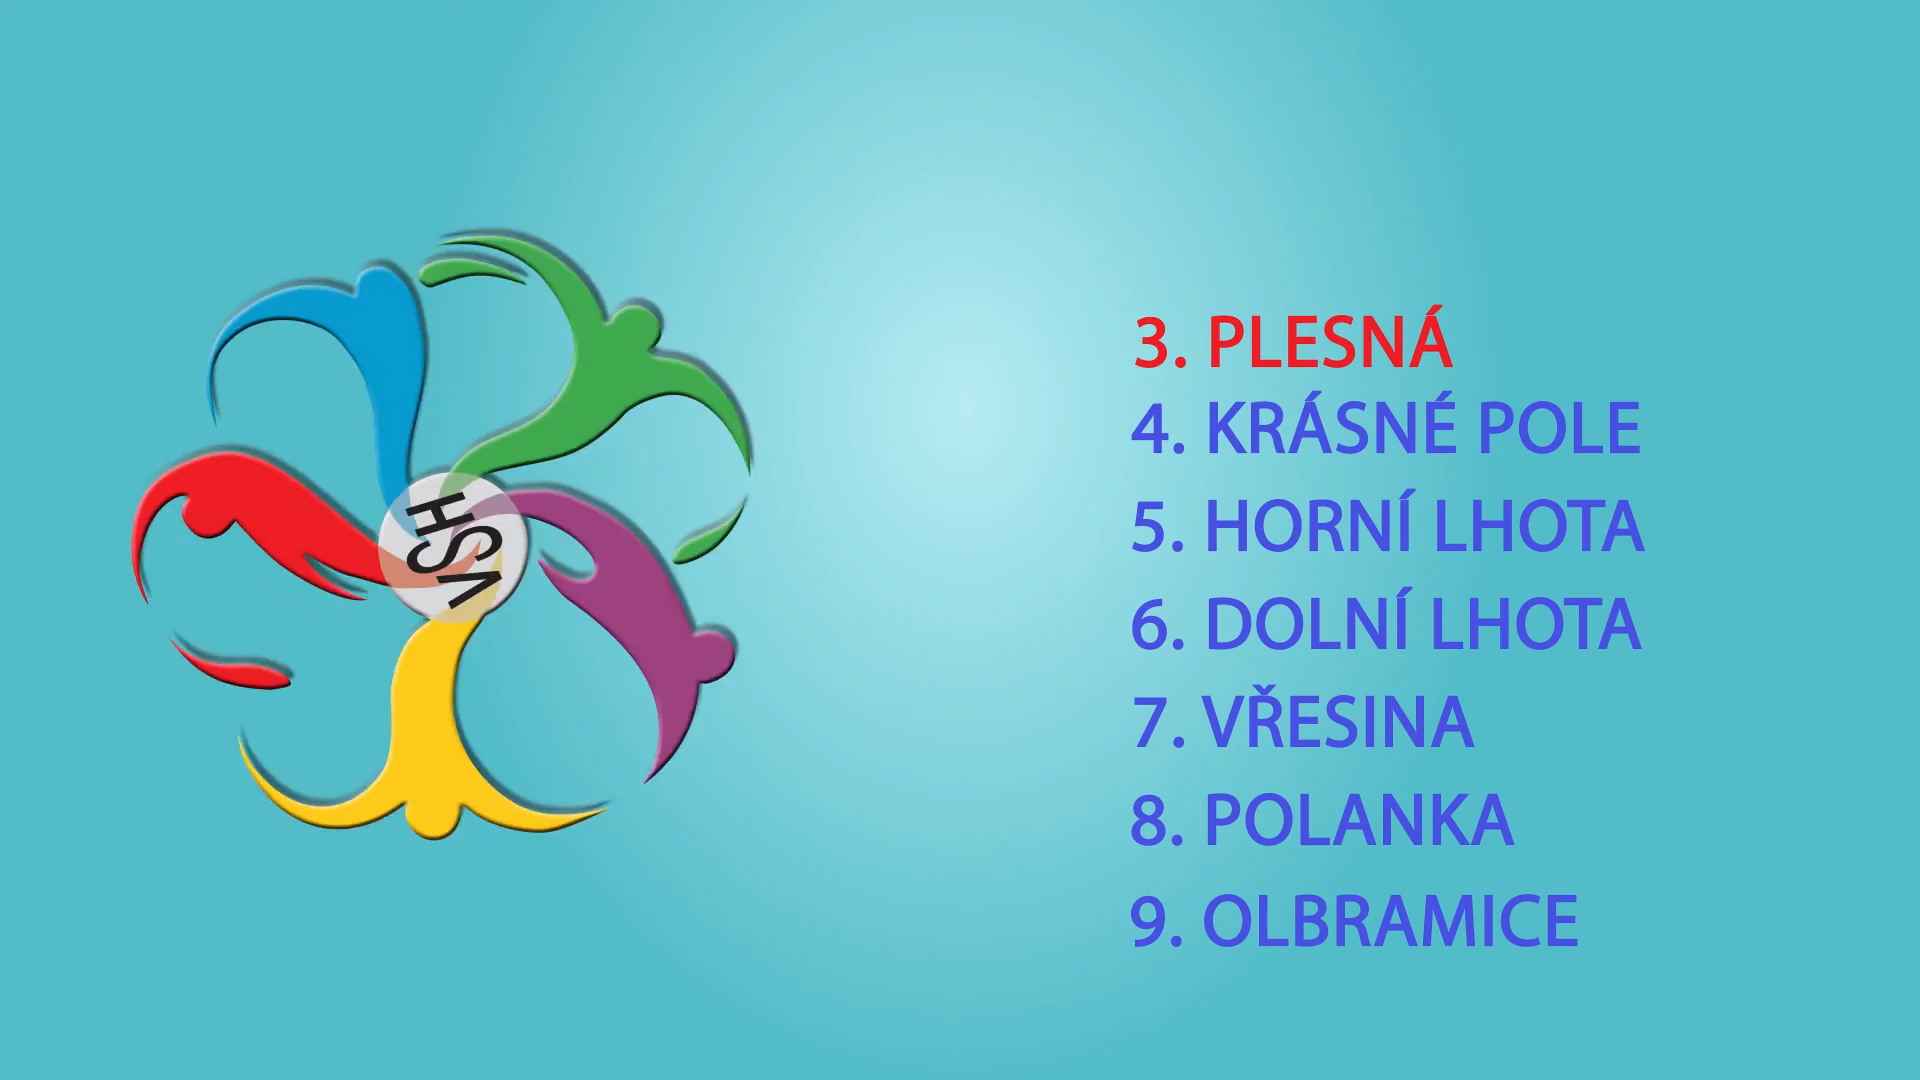 HSV
3. PLESNÁ
4. KRÁSNÉ POLE
5. HORNÍ LHOTA
6. DOLNÍ LHOTA
7. VŘESINA
8. POLANKA
9. OLBRAMICE